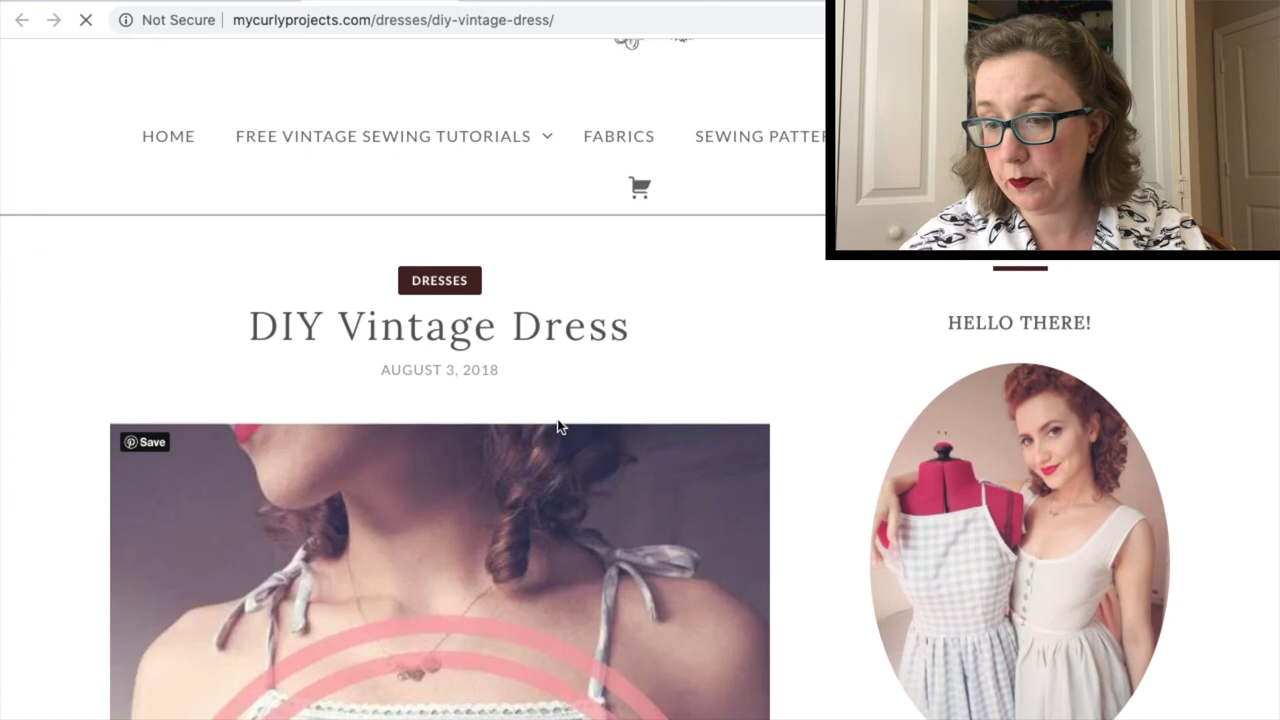 Not Secure mycurlyprojects.com/dresses/diy-vintage-dress/
HOME FREE VINTAGE SEWING TUTORIALS FABRICS SEWING
DRESSES
DIY Vintage Dress
AUGUST 3, 2018
HELLO THERE!
Save